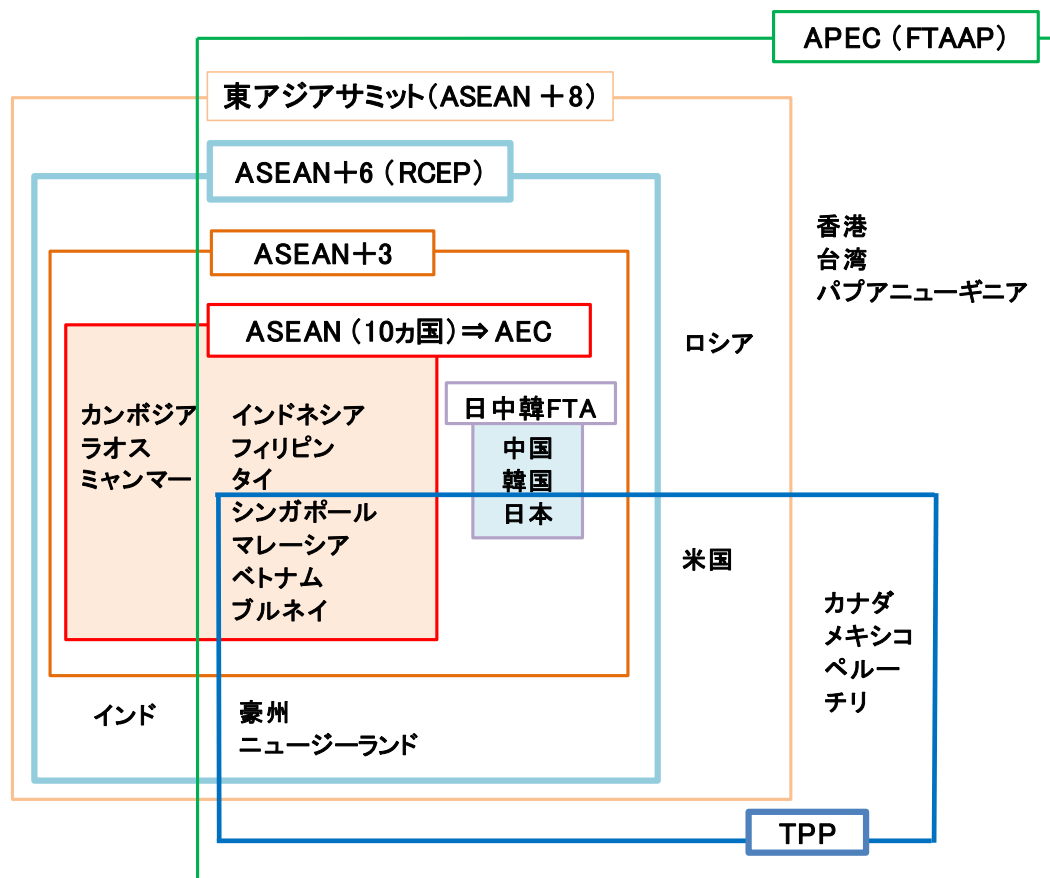 APEC（FTAAP）
東アジアサミット（ASEAN ＋8）
ASEAN＋6（RCEP）
ASEAN＋3
ASEAN（10ヵ国）⇒ AEC
香港
台湾
パプアニューギニア
ロシア
日中韓FTA
中国
韓国
日本
カンボジア
ラオス
ミャンマー
インドネシア
フィリピン
タイ
シンガポール
マレーシア
ベトナム
ブルネイ
米国
カナダ
メキシコ
ペルー
チリ
インド
豪州
ニュージーランド
TPP